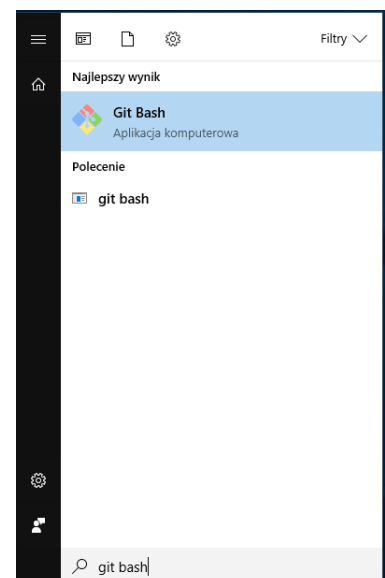 Filtry
Najlepszy wynik
Git Bash
Aplikacja komputerowa
Polecenie
git bash
git bash